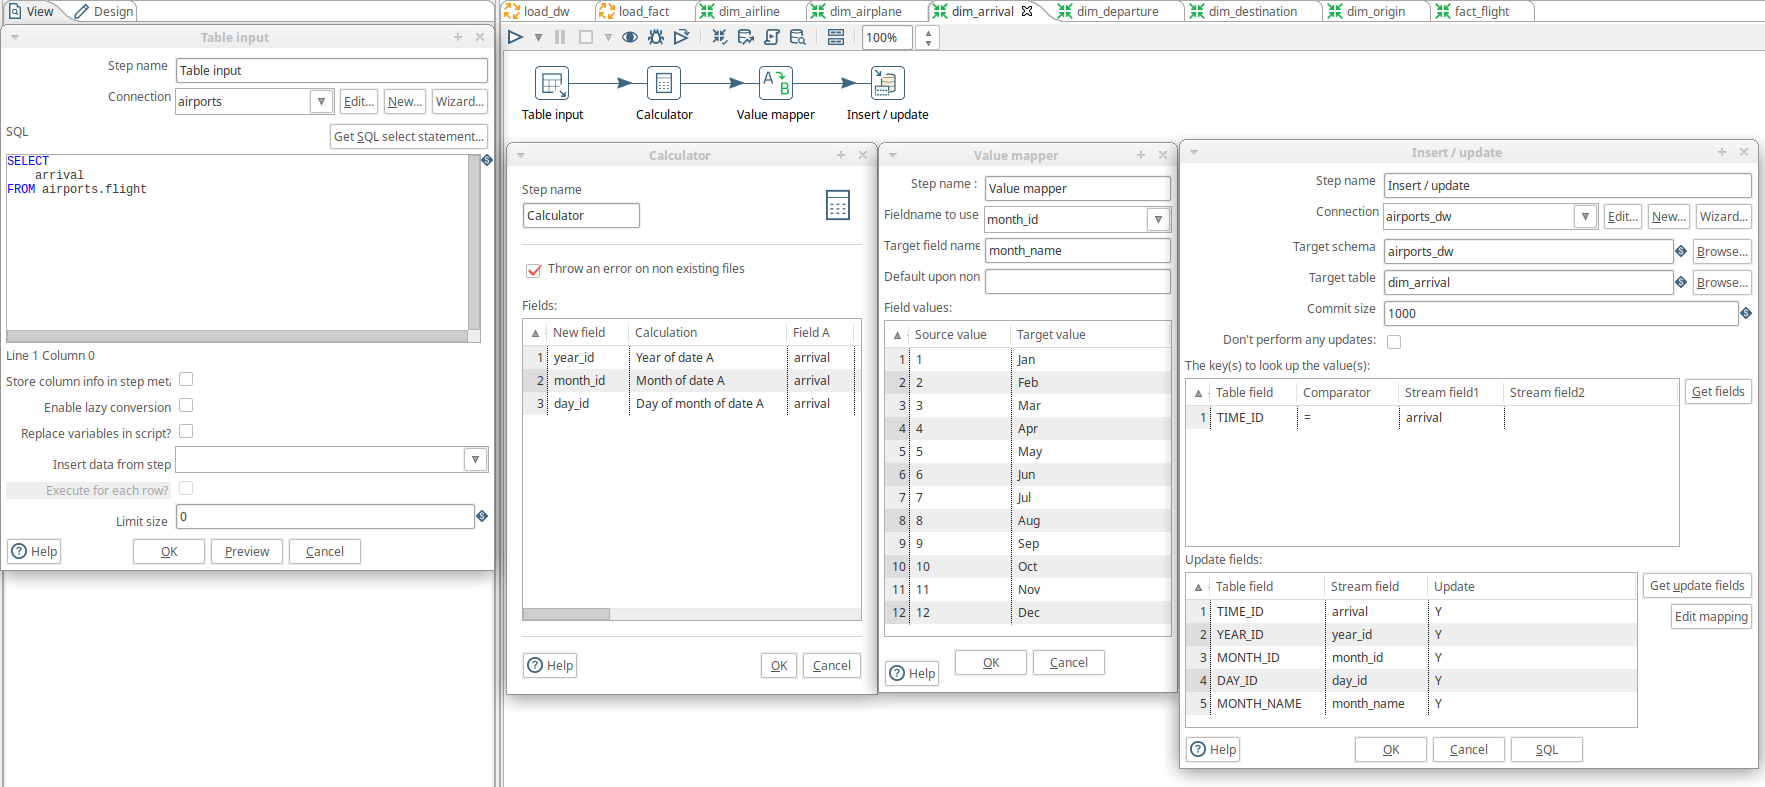 View
Design
load_dw
load_fact
dim_airline
dim_airplane
dim_arrival
dim_departure
dim_destination
dim_origin
fact_flight
100%
Table input
Calculator
Value mapper
Insert / update
Table input
Step name
Table input
Connection
airports
Edit...
New...
Wizard...
SQL
Get SQL select statement...
SELECT
arrival
FROM airports.flight
Line 1 Column 0
Store column info in step meta
Enable lazy conversion
Replace variables in script?
Insert data from step
Execute for each row?
Limit size
0
Help
OK
Preview
Cancel
Calculator
Step name
Calculator
Throw an error on non existing files
Fields:
New field Calculation Field A
1 year_id Year of date A arrival
2 month_id Month of date A arrival
3 day_id Day of month of date A arrival
Help
OK
Cancel
Value mapper
Step name :
Value mapper
Fieldname to use
month_id
Target field name
month_name
Default upon non
Field values:
Source value Target value
1 1 Jan
2 2 Feb
3 3 Mar
4 4 Apr
5 5 May
6 6 Jun
7 7 Jul
8 8 Aug
9 9 Sep
10 10 Oct
11 11 Nov
12 12 Dec
OK
Cancel
Help
Insert / update
Step name
Insert / update
Connection
airports_dw
Edit...
New...
Wizard...
Target schema
airports_dw
Browse...
Target table
dim_arrival
Browse...
Commit size
1000
Don't perform any updates:
The key(s) to look up the value(s):
Table field Comparator Stream field1 Stream field2
1 TIME_ID = arrival
Get fields
Update fields:
Table field Stream field Update
1 TIME_ID arrival Y
2 YEAR_ID year_id Y
3 MONTH_ID month_id Y
4 DAY_ID day_id Y
5 MONTH_NAME month_name Y
Get update fields
Edit mapping
Help
OK
Cancel
SQL